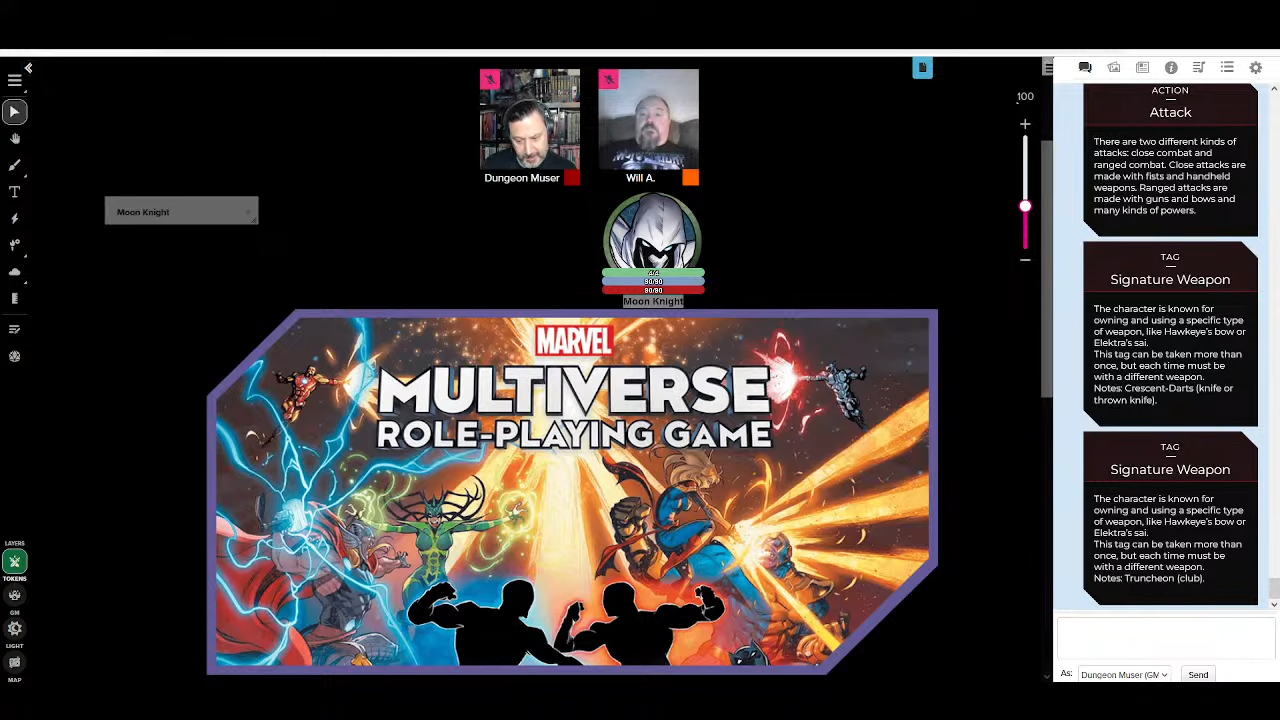 100
Dungeon Muser
Will A.
Moon Knight
4/4
90/90
90/90
Moon Knight
MARVEL
MULTIVERSE
ROLE-PLAYING GAME
LAYERS
TOKENS
GM
LIGHT
MAP
ACTION
Attack
There are two different kinds of
attacks: close combat and
ranged combat. Close attacks are
made with fists and handheld
weapons. Ranged attacks are
made with guns and bows and
many kinds of powers.
TAG
Signature Weapon
The character is known for
owning and using a specific type
of weapon, like Hawkeye's bow or
Elektra's sai.
This tag can be taken more than
once, but each time must be
with a different weapon.
Notes: Crescent-Darts (knife or
thrown knife).
TAG
Signature Weapon
The character is known for
owning and using a specific type
of weapon, like Hawkeye's bow or
Elektra's sai.
This tag can be taken more than
once, but each time must be
with a different weapon.
Notes: Truncheon (club).
As:
Dungeon Muser (GM
Send